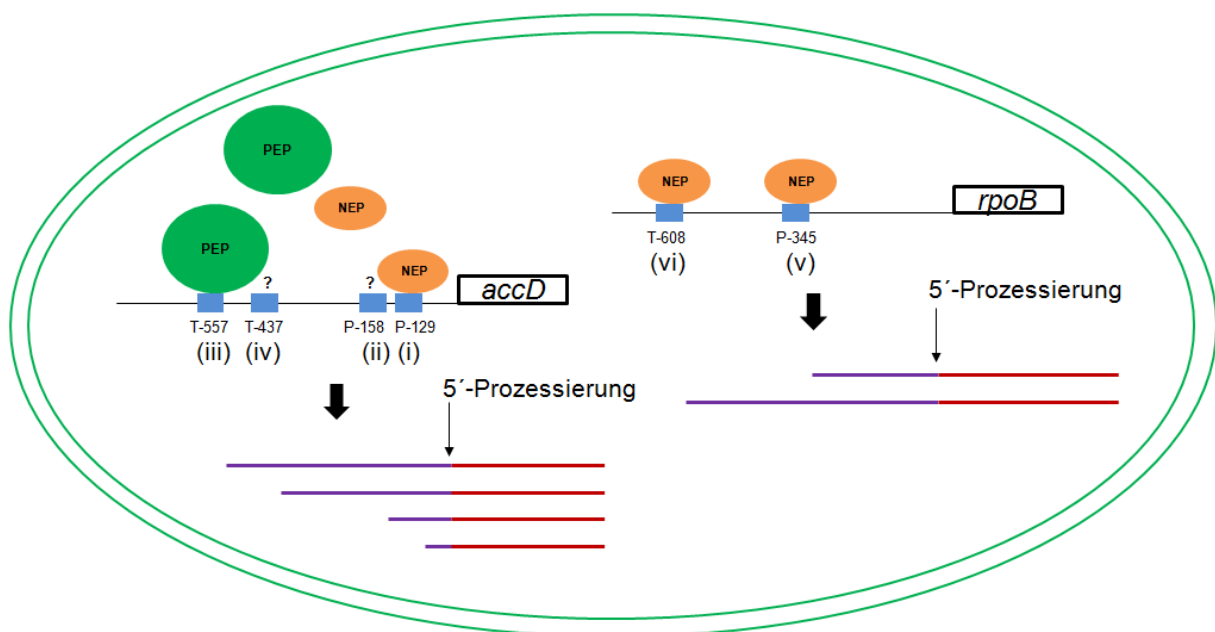 PEP
NEP
PEP
NEP
? ?
accD
T-557 T-437 P-158 P-129
(iii) (iv) (ii) (i)
5´-Prozessierung
NEP NEP
rpoB
T-608 P-345
(vi) (v)
5´-Prozessierung